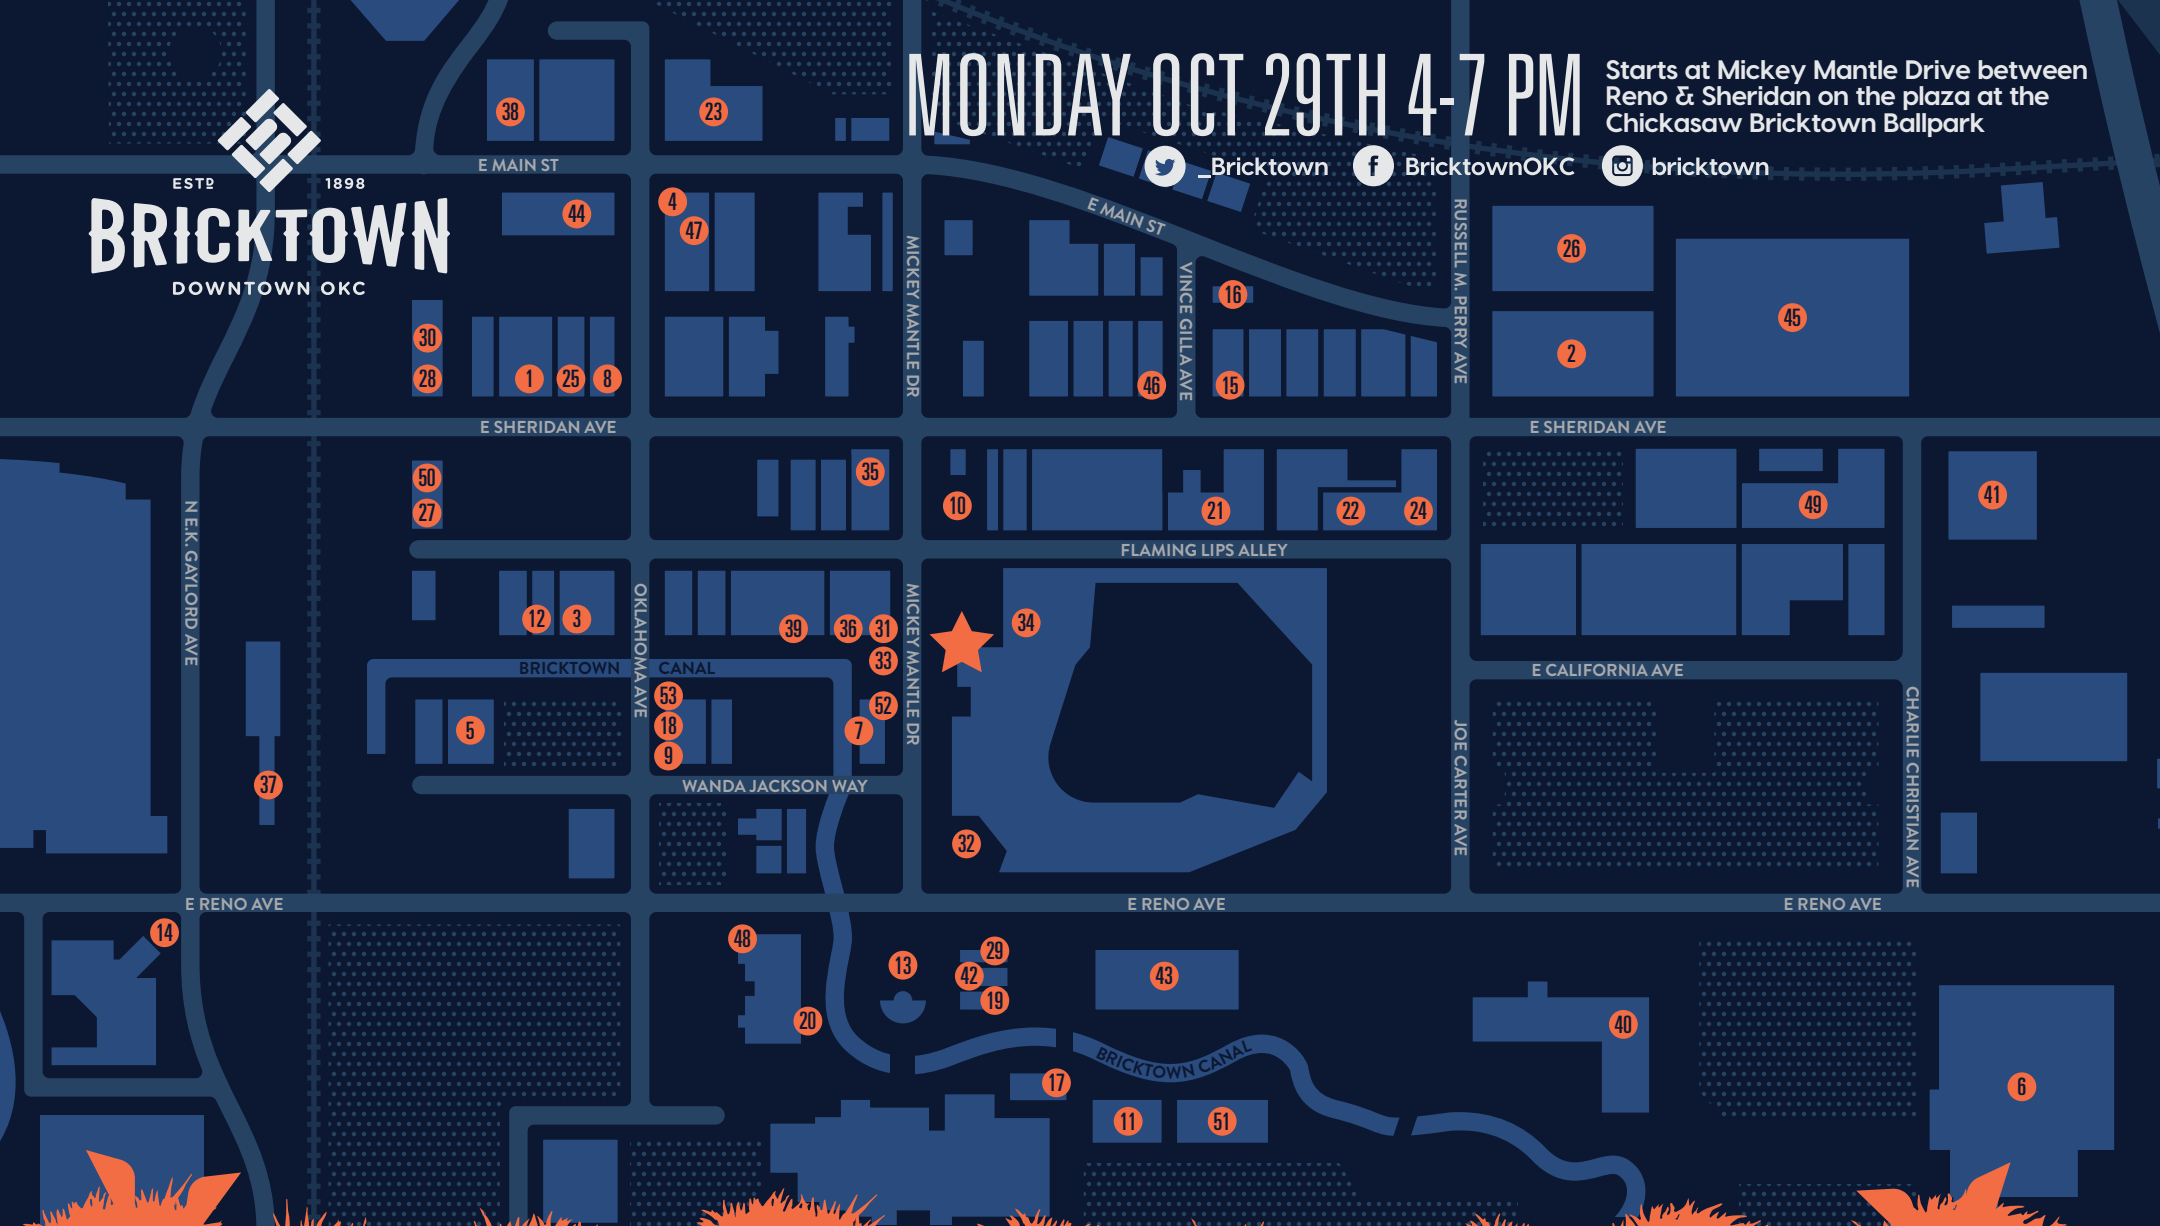 MONDAY OCT 29TH 4-7 PM
Starts at Mickey Mantle Drive between
Reno & Sheridan on the plaza at the
Chickasaw Bricktown Ballpark
_Bricktown
BricktownOKC
bricktown
ESTD
1898
BRICKTOWN
DOWNTOWN OKC
38
23
E MAIN ST
44
4
47
E MAIN ST
MICKEY MANTLE DR
VINCE GILL AVE
RUSSELL M. PERRY AVE
26
16
45
30
2
28
1
25
8
46
15
E SHERIDAN AVE
E SHERIDAN AVE
50
27
35
10
21
22
24
49
41
N E.K. GAYLORD AVE
FLAMING LIPS ALLEY
OKLAHOMA AVE
MICKEY MANTLE DR
12
3
39
36
31
34
33
BRICKTOWN
CANAL
E CALIFORNIA AVE
53
52
18
5
7
9
JOE CARTER AVE
CHARLIE CHRISTIAN AVE
37
WANDA JACKSON WAY
32
E RENO AVE
E RENO AVE
E RENO AVE
14
48
13
29
42
43
19
20
40
BRICKTOWN CANAL
17
6
11
51